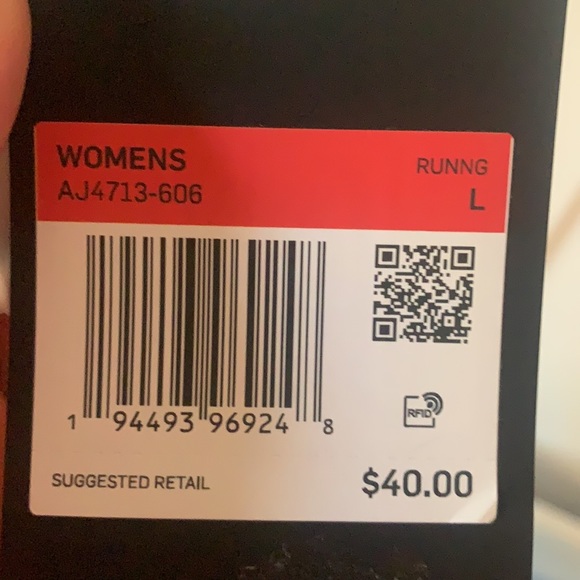 WOMENS
RUNNG
AJ4713-606
L
RFID
1 94493 96924 8
SUGGESTED RETAIL
$40.00